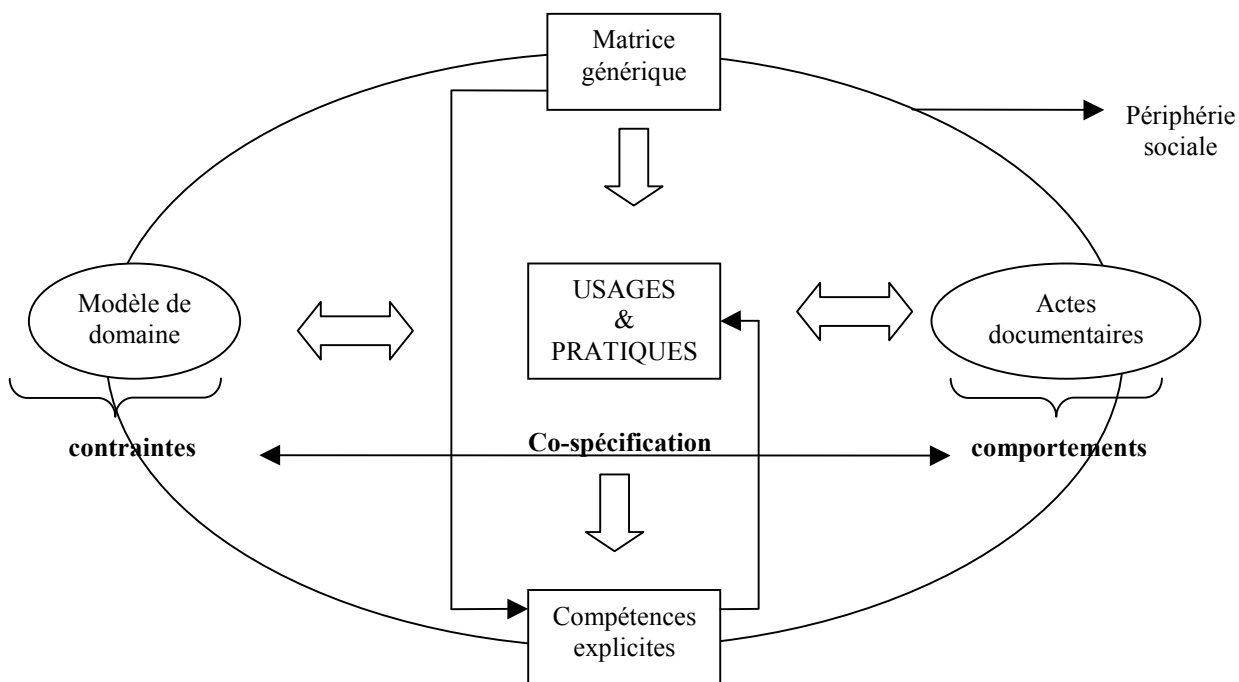 Matrice
générique
Périphérie
sociale
Modèle de
domaine
USAGES
&
PRATIQUES
Actes
documentaires
contraintes
Co-spécification
comportements
Compétences
explicites